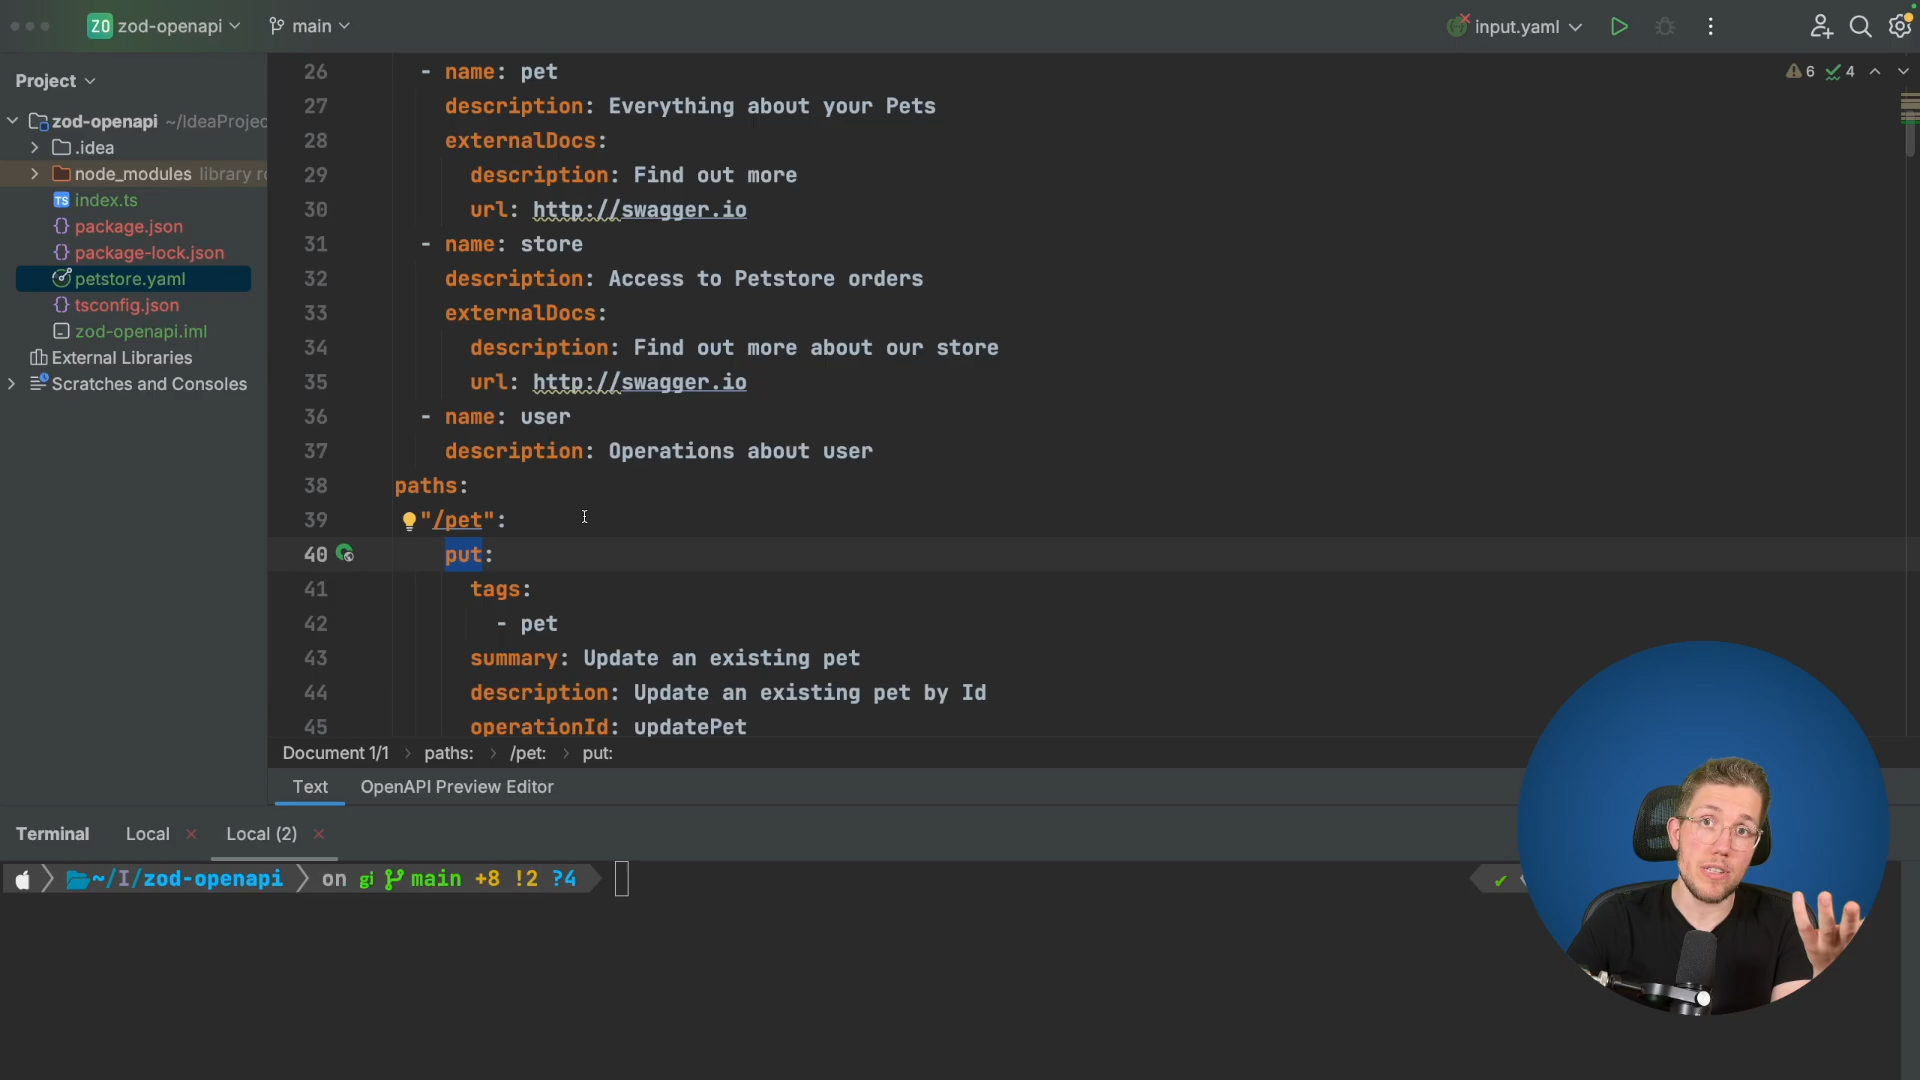 ZO zod-openapi main input.yaml
Project
zod-openapi ~/IdeaProjec
.idea
node_modules library ro
TS index.ts
{} package.json
{} package-lock.json
petstore.yaml
{} tsconfig.json
zod-openapi.iml
External Libraries
Scratches and Consoles
6 4
26 - name: pet
27 description: Everything about your Pets
28 externalDocs:
29 description: Find out more
30 url: http://swagger.io
31 - name: store
32 description: Access to Petstore orders
33 externalDocs:
34 description: Find out more about our store
35 url: http://swagger.io
36 - name: user
37 description: Operations about user
38 paths:
39 "/pet":
40 put:
41 tags:
42 - pet
43 summary: Update an existing pet
44 description: Update an existing pet by Id
45 operationId: updatePet
Document 1/1 › paths: › /pet: › put:
Text OpenAPI Preview Editor
Terminal Local × Local (2) ×
~/I/zod-openapi on gi main +8 !2 ?4 ✔